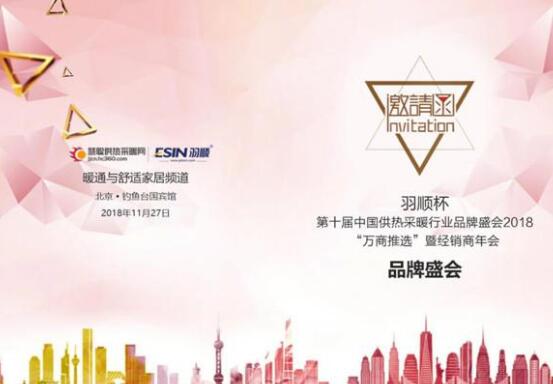 慧聪供热采暖网
ESIN 羽顺®
暖通与舒适家居频道
北京·钓鱼台国宾馆
2018年11月27日
邀請函
Invitation
羽顺杯
第十届中国供热采暖行业品牌盛会2018
“万商推选”暨经销商年会
品牌盛会